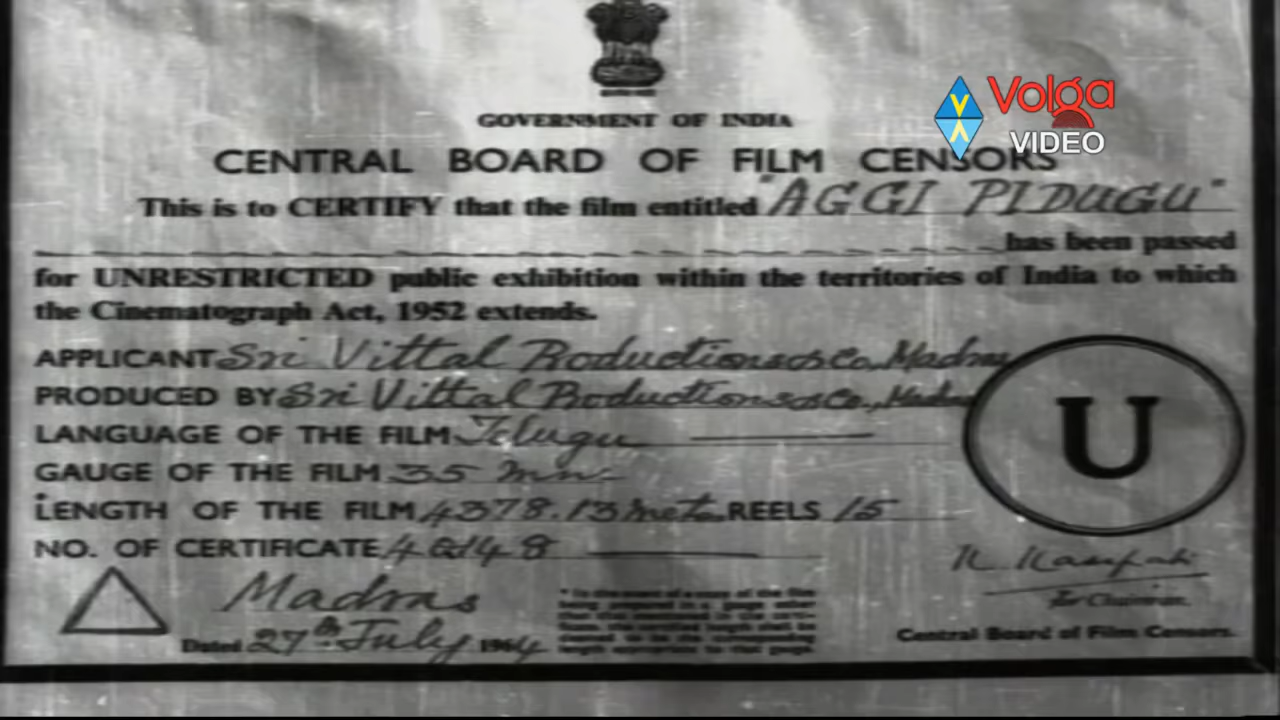 GOVERNMENT OF INDIA
Volga
VIDEO
CENTRAL BOARD OF FILM CENSORS
This is to CERTIFY that the film entitled "AGGI PIDUGU"
has been passed
for UNRESTRICTED public exhibition within the territories of India to which
the Cinematograph Act, 1952 extends.
APPLICANT Sri Vittal Productions & Co., Madras
PRODUCED BY Sri Vittal Productions & Co., Madras
LANGUAGE OF THE FILM Telugu
GAUGE OF THE FILM 35 mm.
LENGTH OF THE FILM 4378.13 mets. REELS 15
NO. OF CERTIFICATE
U
Madras
Dated 27th July 1964
for Chairman.
Central Board of Film Censors.